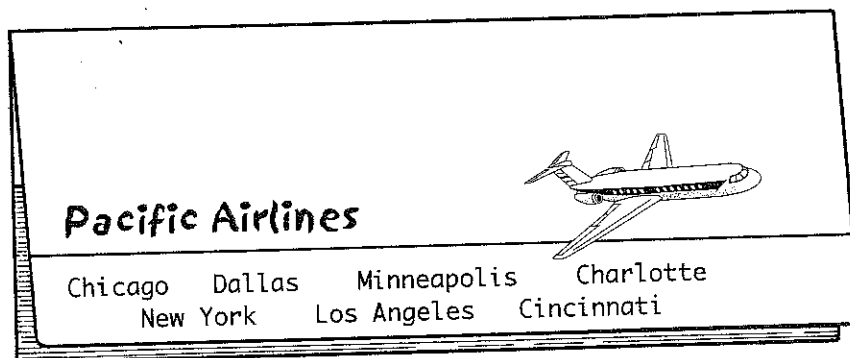 Pacific Airlines
Chicago Dallas Minneapolis Charlotte
New York Los Angeles Cincinnati